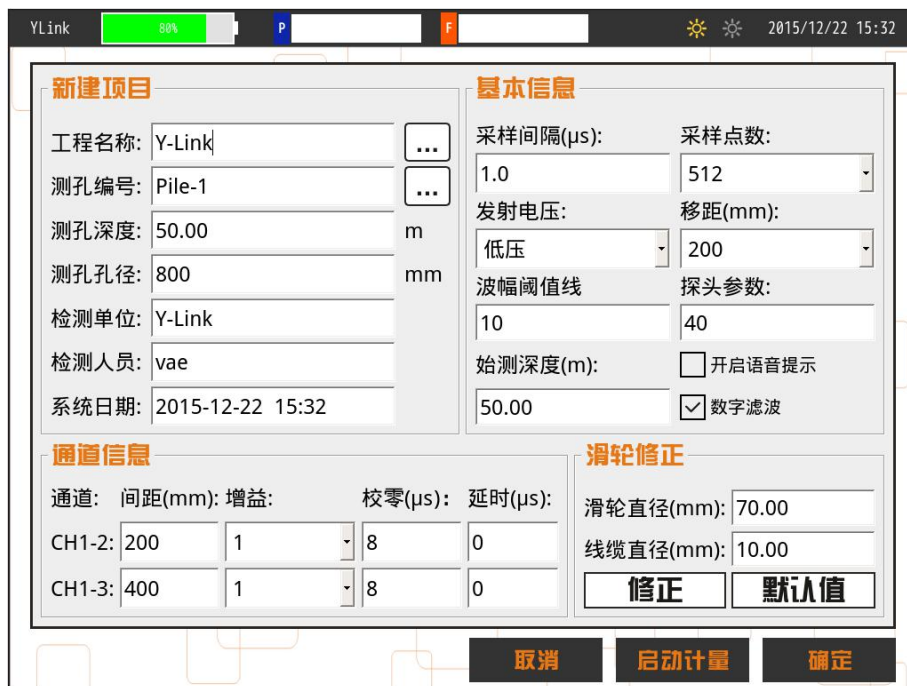 YLink 80% P F 2015/12/22 15:32
新建项目
工程名称: Y-Link ...
测孔编号: Pile-1 ...
测孔深度: 50.00 m
测孔孔径: 800 mm
检测单位: Y-Link
检测人员: vae
系统日期: 2015-12-22 15:32
基本信息
采样间隔(μs): 采样点数:
1.0 512
发射电压: 移距(mm):
低压 200
波幅阈值线 探头参数:
10 40
始测深度(m): 开启语音提示
50.00 数字滤波
通道信息
通道: 间距(mm): 增益: 校零(μs): 延时(μs):
CH1-2: 200 1 8 0
CH1-3: 400 1 8 0
滑轮修正
滑轮直径(mm): 70.00
线缆直径(mm): 10.00
修正 默认值
取消 启动计量 确定